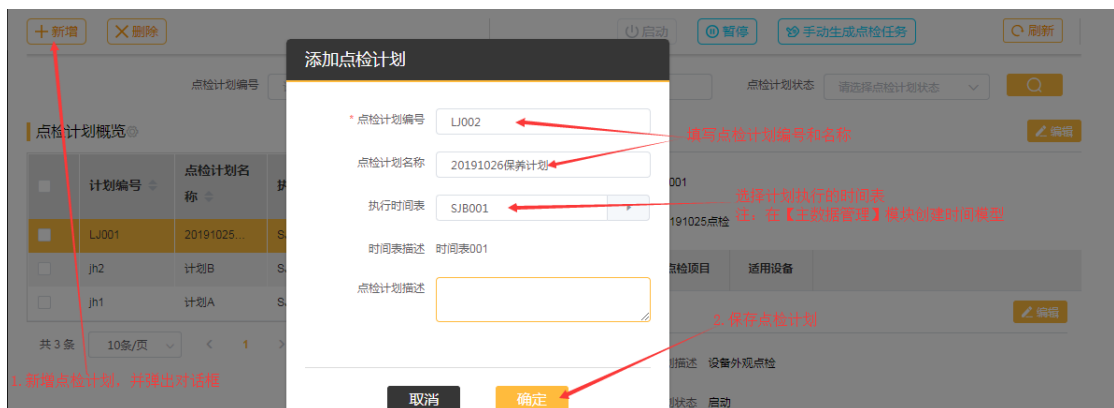 新增 删除 启动 暂停 手动生成点检任务 刷新
添加点检计划
点检计划编号 点检计划状态 请选择点检计划状态
* 点检计划编号 LJ002
填写点检计划编号和名称
点检计划概览 编辑
点检计划名称 20191026保养计划
计划编号 点检计划名称
001
选择计划执行的时间表
执行时间表 SJB001
191025点检
注：在【主数据管理】模块创建时间模型
LJ001 20191025...
时间表描述 时间表001
jh2 计划B
点检项目 适用设备
点检计划描述
jh1 计划A
编辑
2.保存点检计划
共 3 条 10条/页 < 1 >
划描述 设备外观点检
1.新增点检计划，并弹出对话框
取消 确定
划状态 启动